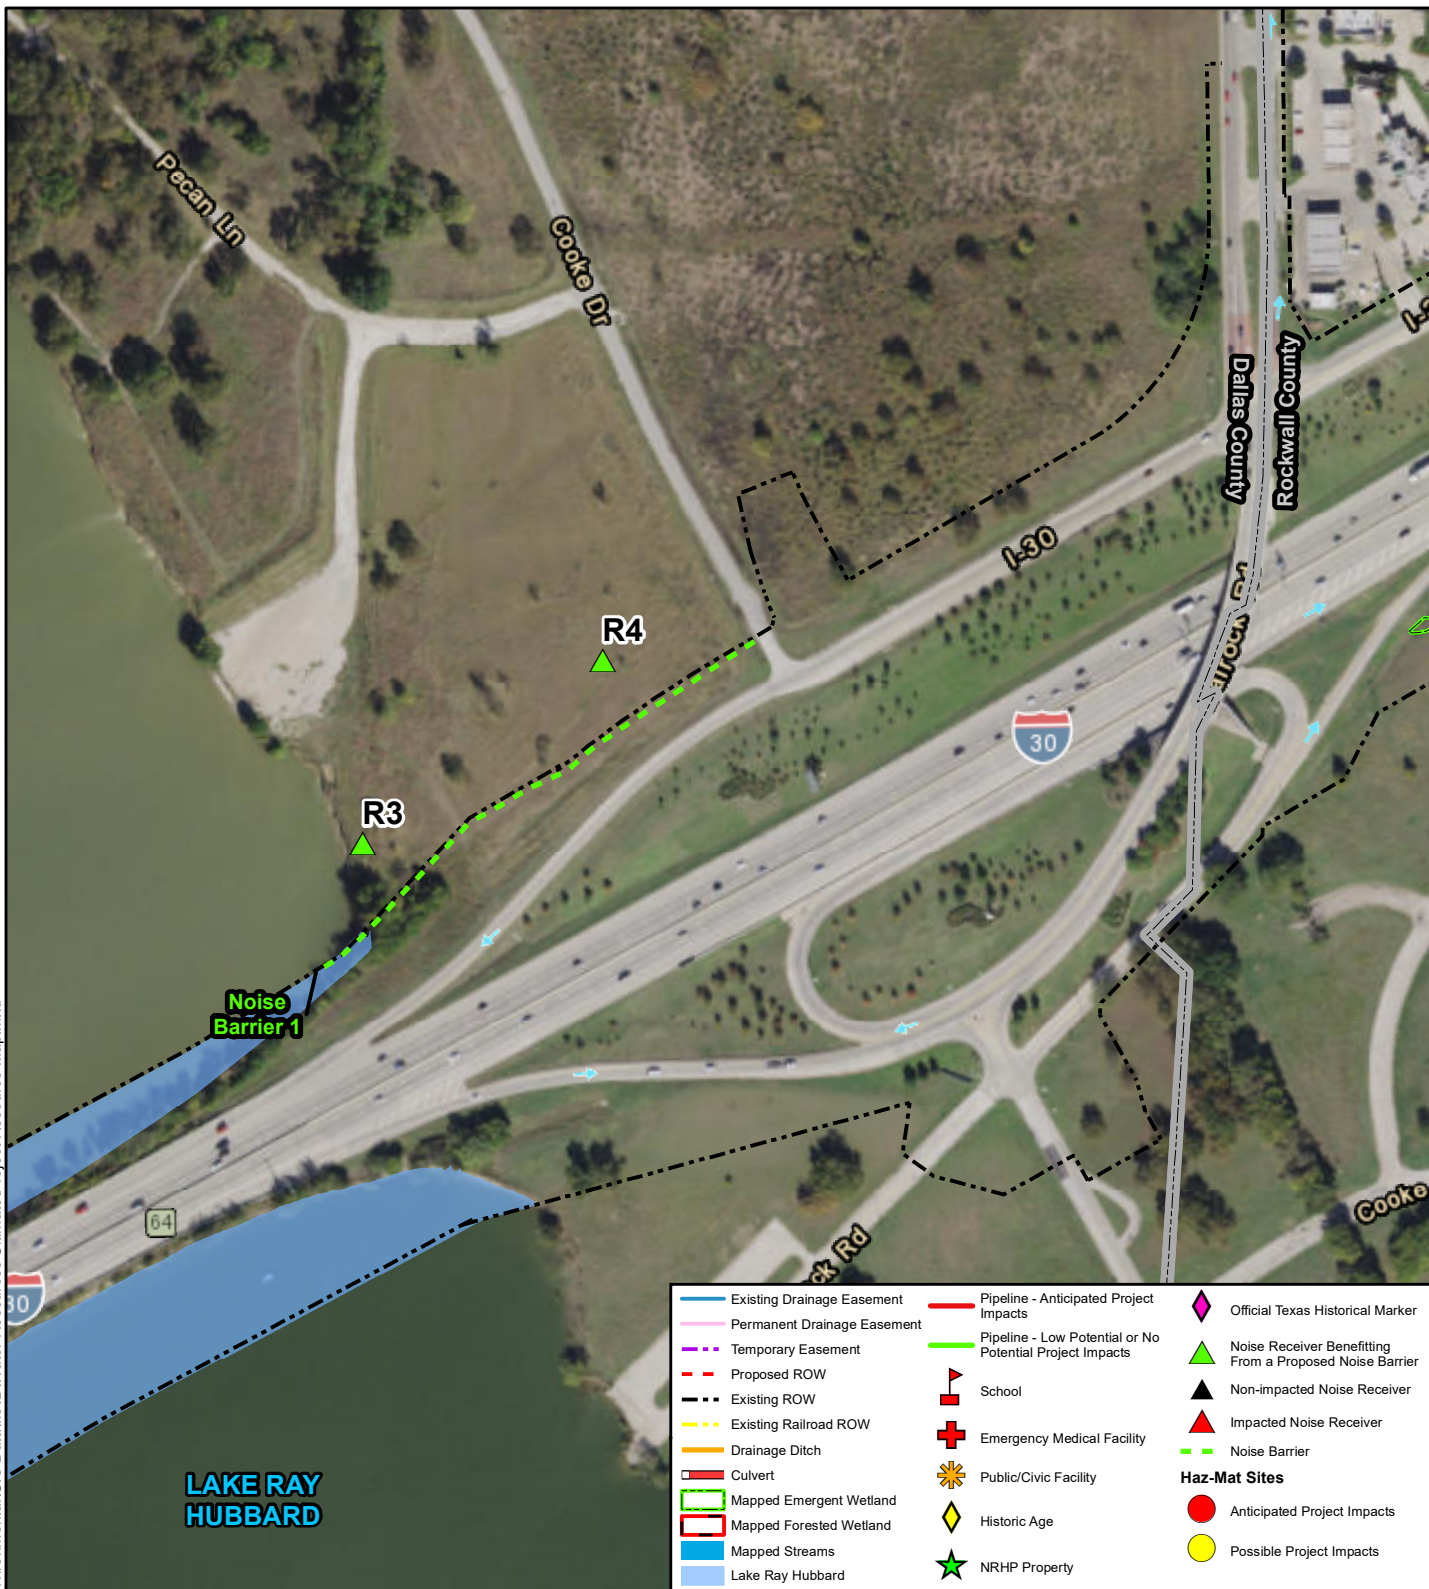 Pecan Ln
Cooke Dr
Dallas County
Rockwall County
I-30
R4
30
R3
Noise
Barrier 1
64
30
Cooke
ck Rd
LAKE RAY
HUBBARD
Existing Drainage Easement
Permanent Drainage Easement
Temporary Easement
Proposed ROW
Existing ROW
Existing Railroad ROW
Drainage Ditch
Culvert
Mapped Emergent Wetland
Mapped Forested Wetland
Mapped Streams
Lake Ray Hubbard
Pipeline - Anticipated Project
Impacts
Pipeline - Low Potential or No
Potential Project Impacts
School
Emergency Medical Facility
Public/Civic Facility
Historic Age
NRHP Property
Official Texas Historical Marker
Noise Receiver Benefitting
From a Proposed Noise Barrier
Non-impacted Noise Receiver
Impacted Noise Receiver
Noise Barrier
Haz-Mat Sites
Anticipated Project Impacts
Possible Project Impacts